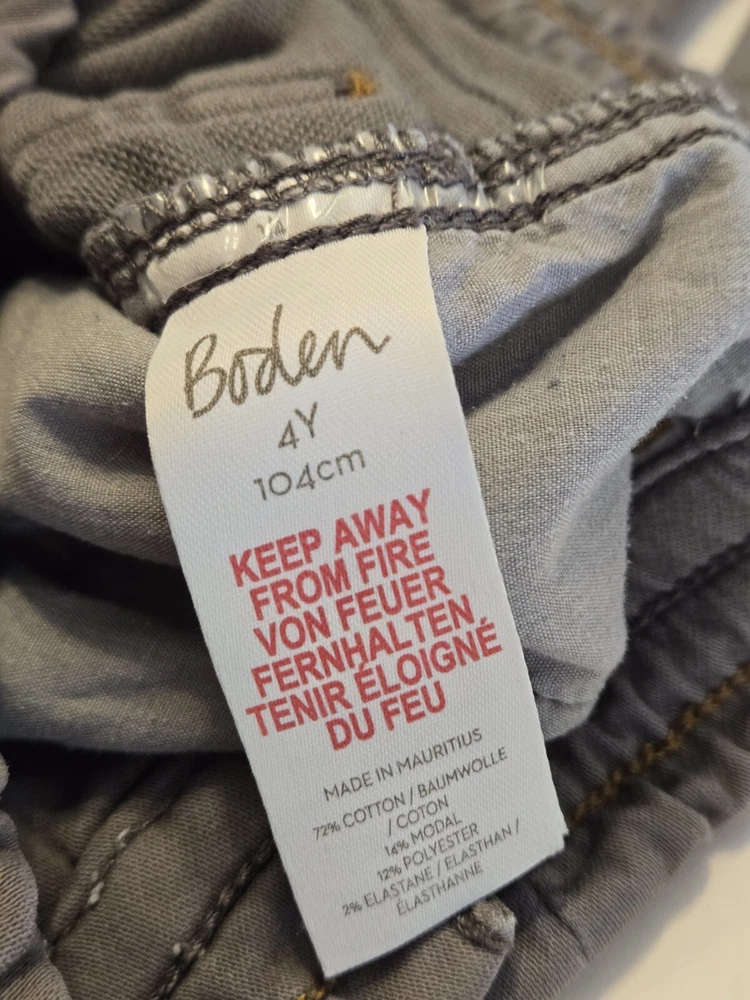 Boden
4Y
104cm
KEEP AWAY
FROM FIRE
VON FEUER
FERNHALTEN
TENIR ÉLOIGNÉ
DU FEU
MADE IN MAURITIUS
72% COTTON / BAUMWOLLE
/ COTON
14% MODAL
12% POLYESTER
2% ELASTANE / ELASTHAN /
ÉLASTHANNE